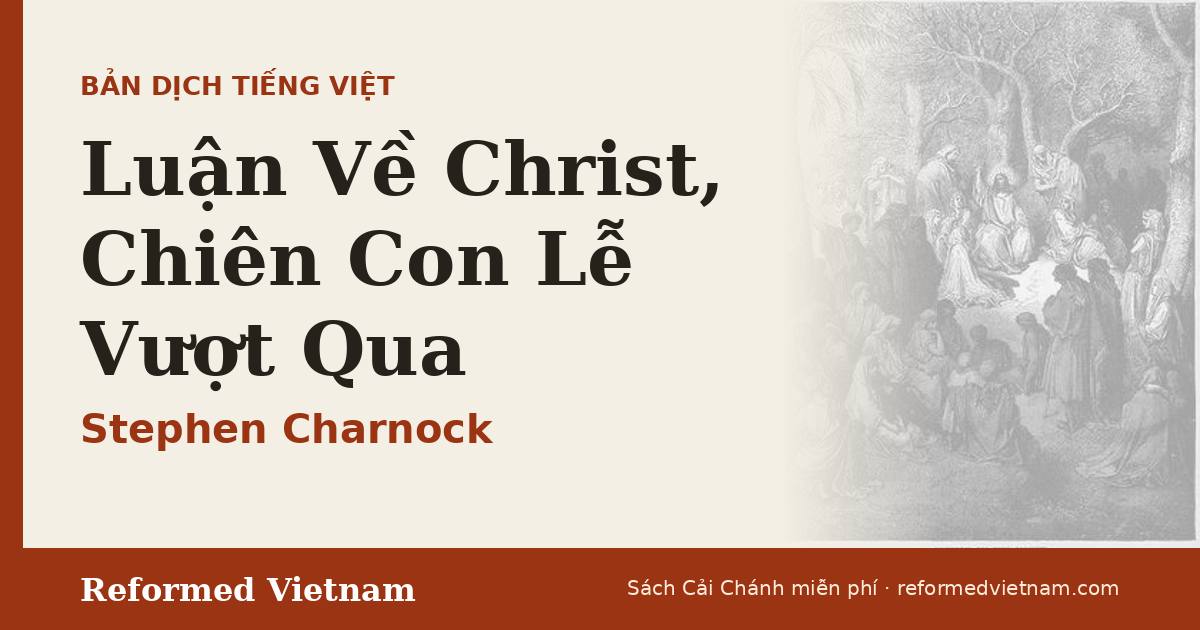 BẢN DỊCH TIẾNG VIỆT
Luận Về Christ,
Chiên Con Lễ
Vượt Qua
Stephen Charnock
Reformed Vietnam
Sách Cải Chánh miễn phí · reformedvietnam.com